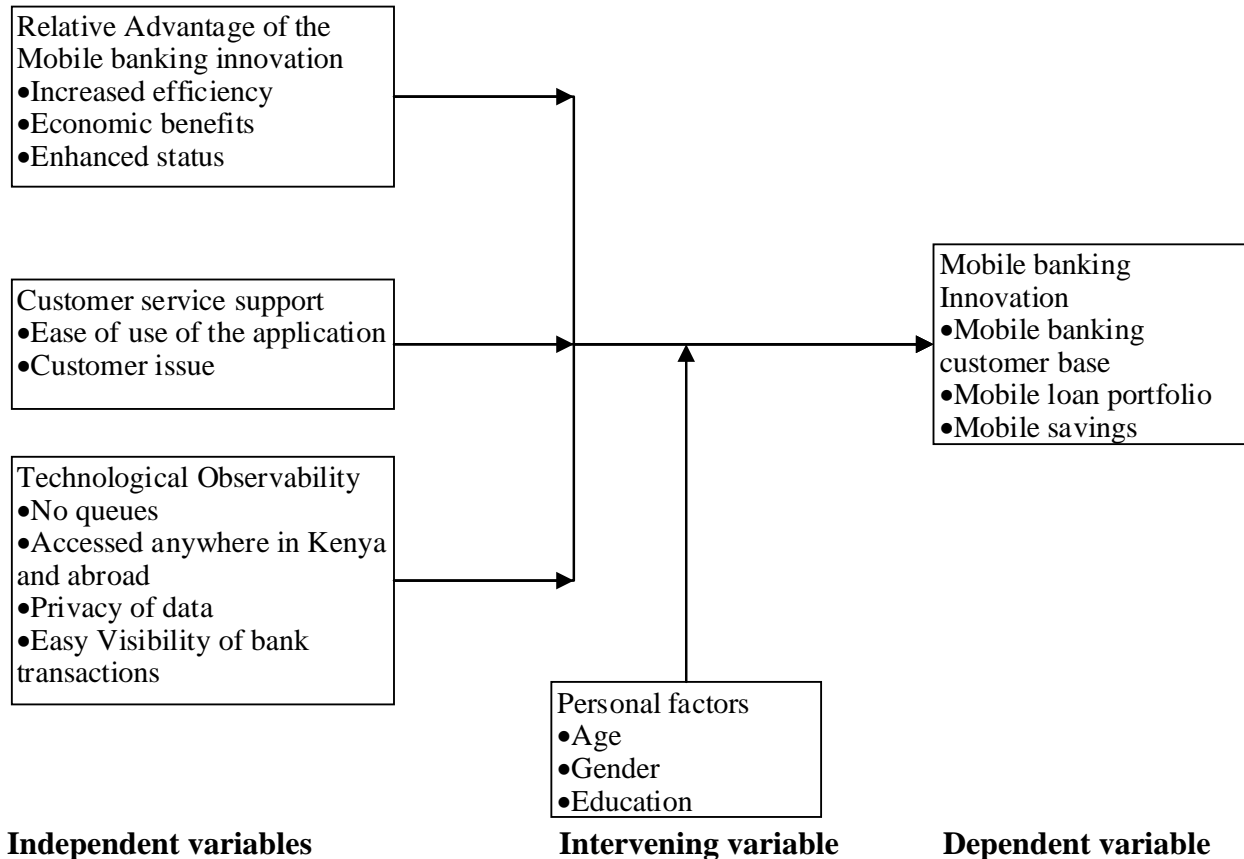 Relative Advantage of the
Mobile banking innovation
•Increased efficiency
•Economic benefits
•Enhanced status
Customer service support
•Ease of use of the application
•Customer issue
Technological Observability
•No queues
•Accessed anywhere in Kenya
and abroad
•Privacy of data
•Easy Visibility of bank
transactions
Personal factors
•Age
•Gender
•Education
Mobile banking
Innovation
•Mobile banking
customer base
•Mobile loan portfolio
•Mobile savings
Independent variables
Intervening variable
Dependent variable